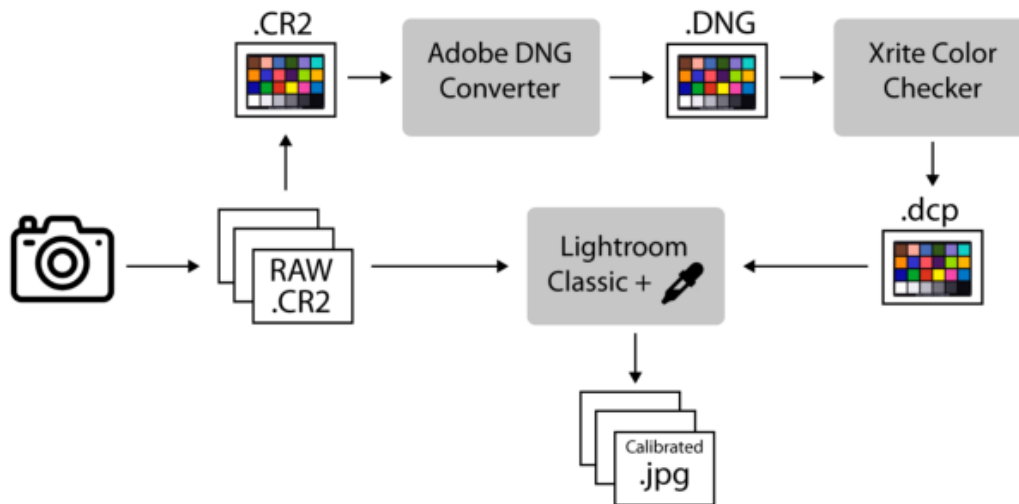 .CR2
Adobe DNG
Converter
.DNG
Xrite Color
Checker
RAW
.CR2
Lightroom
Classic +
.dcp
Calibrated
.jpg